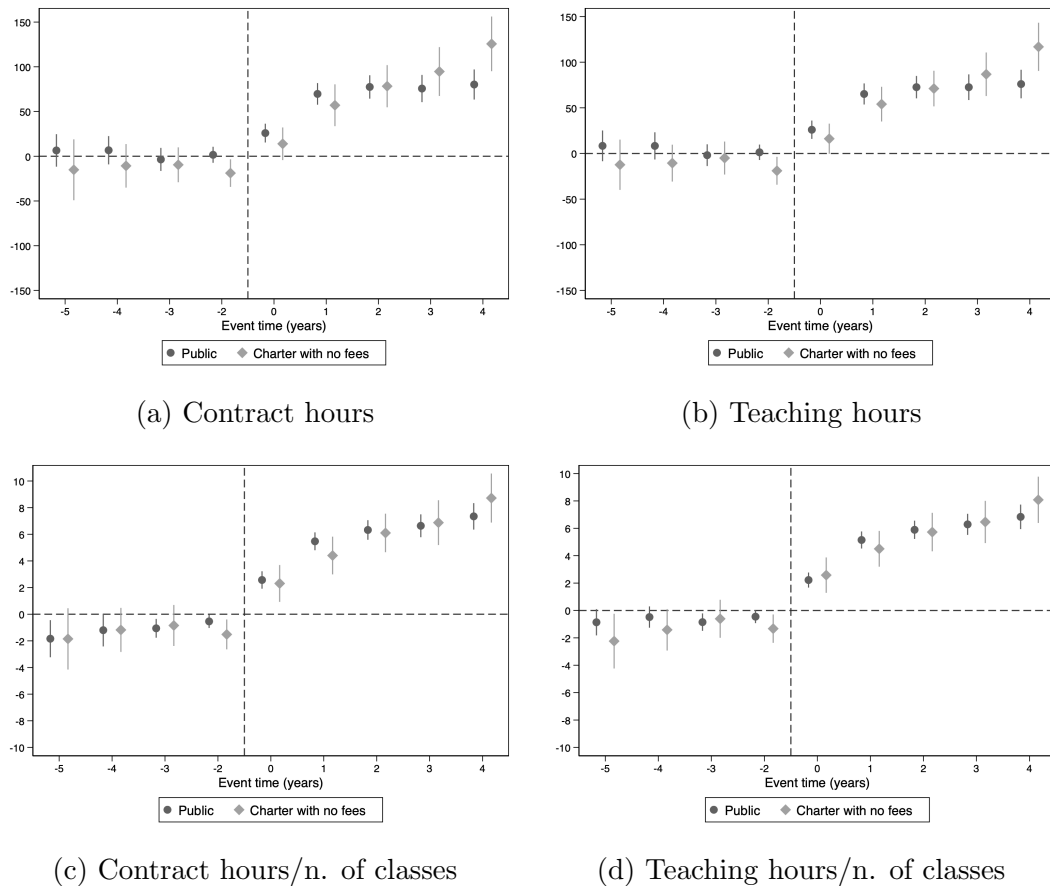 150
100
50
0
-50
-100
-150
-5 -4 -3 -2 -1 0 1 2 3 4
Event time (years)
Public Charter with no fees
(a) Contract hours
150
100
50
0
-50
-100
-150
-5 -4 -3 -2 -1 0 1 2 3 4
Event time (years)
Public Charter with no fees
(b) Teaching hours
10
8
6
4
2
0
-2
-4
-6
-8
-10
-5 -4 -3 -2 -1 0 1 2 3 4
Event time (years)
Public Charter with no fees
(c) Contract hours/n. of classes
10
8
6
4
2
0
-2
-4
-6
-8
-10
-5 -4 -3 -2 -1 0 1 2 3 4
Event time (years)
Public Charter with no fees
(d) Teaching hours/n. of classes